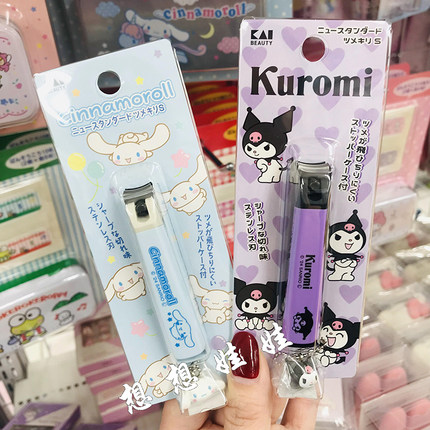 cinnamoroll
Cinnamoroll
ニュースタンダードツメキリS
シャープな切れ味
ステンレス刃
ツメが飛びちりにくい
ストッパーケース付
Cinnamoroll
KAI
BEAUTY
ニュースタンダード
ツメキリ S
Kuromi
ツメが飛びちりにくい
ストッパーケース付
シャープな切れ味
ステンレス刃
Kuromi
想想娃娃